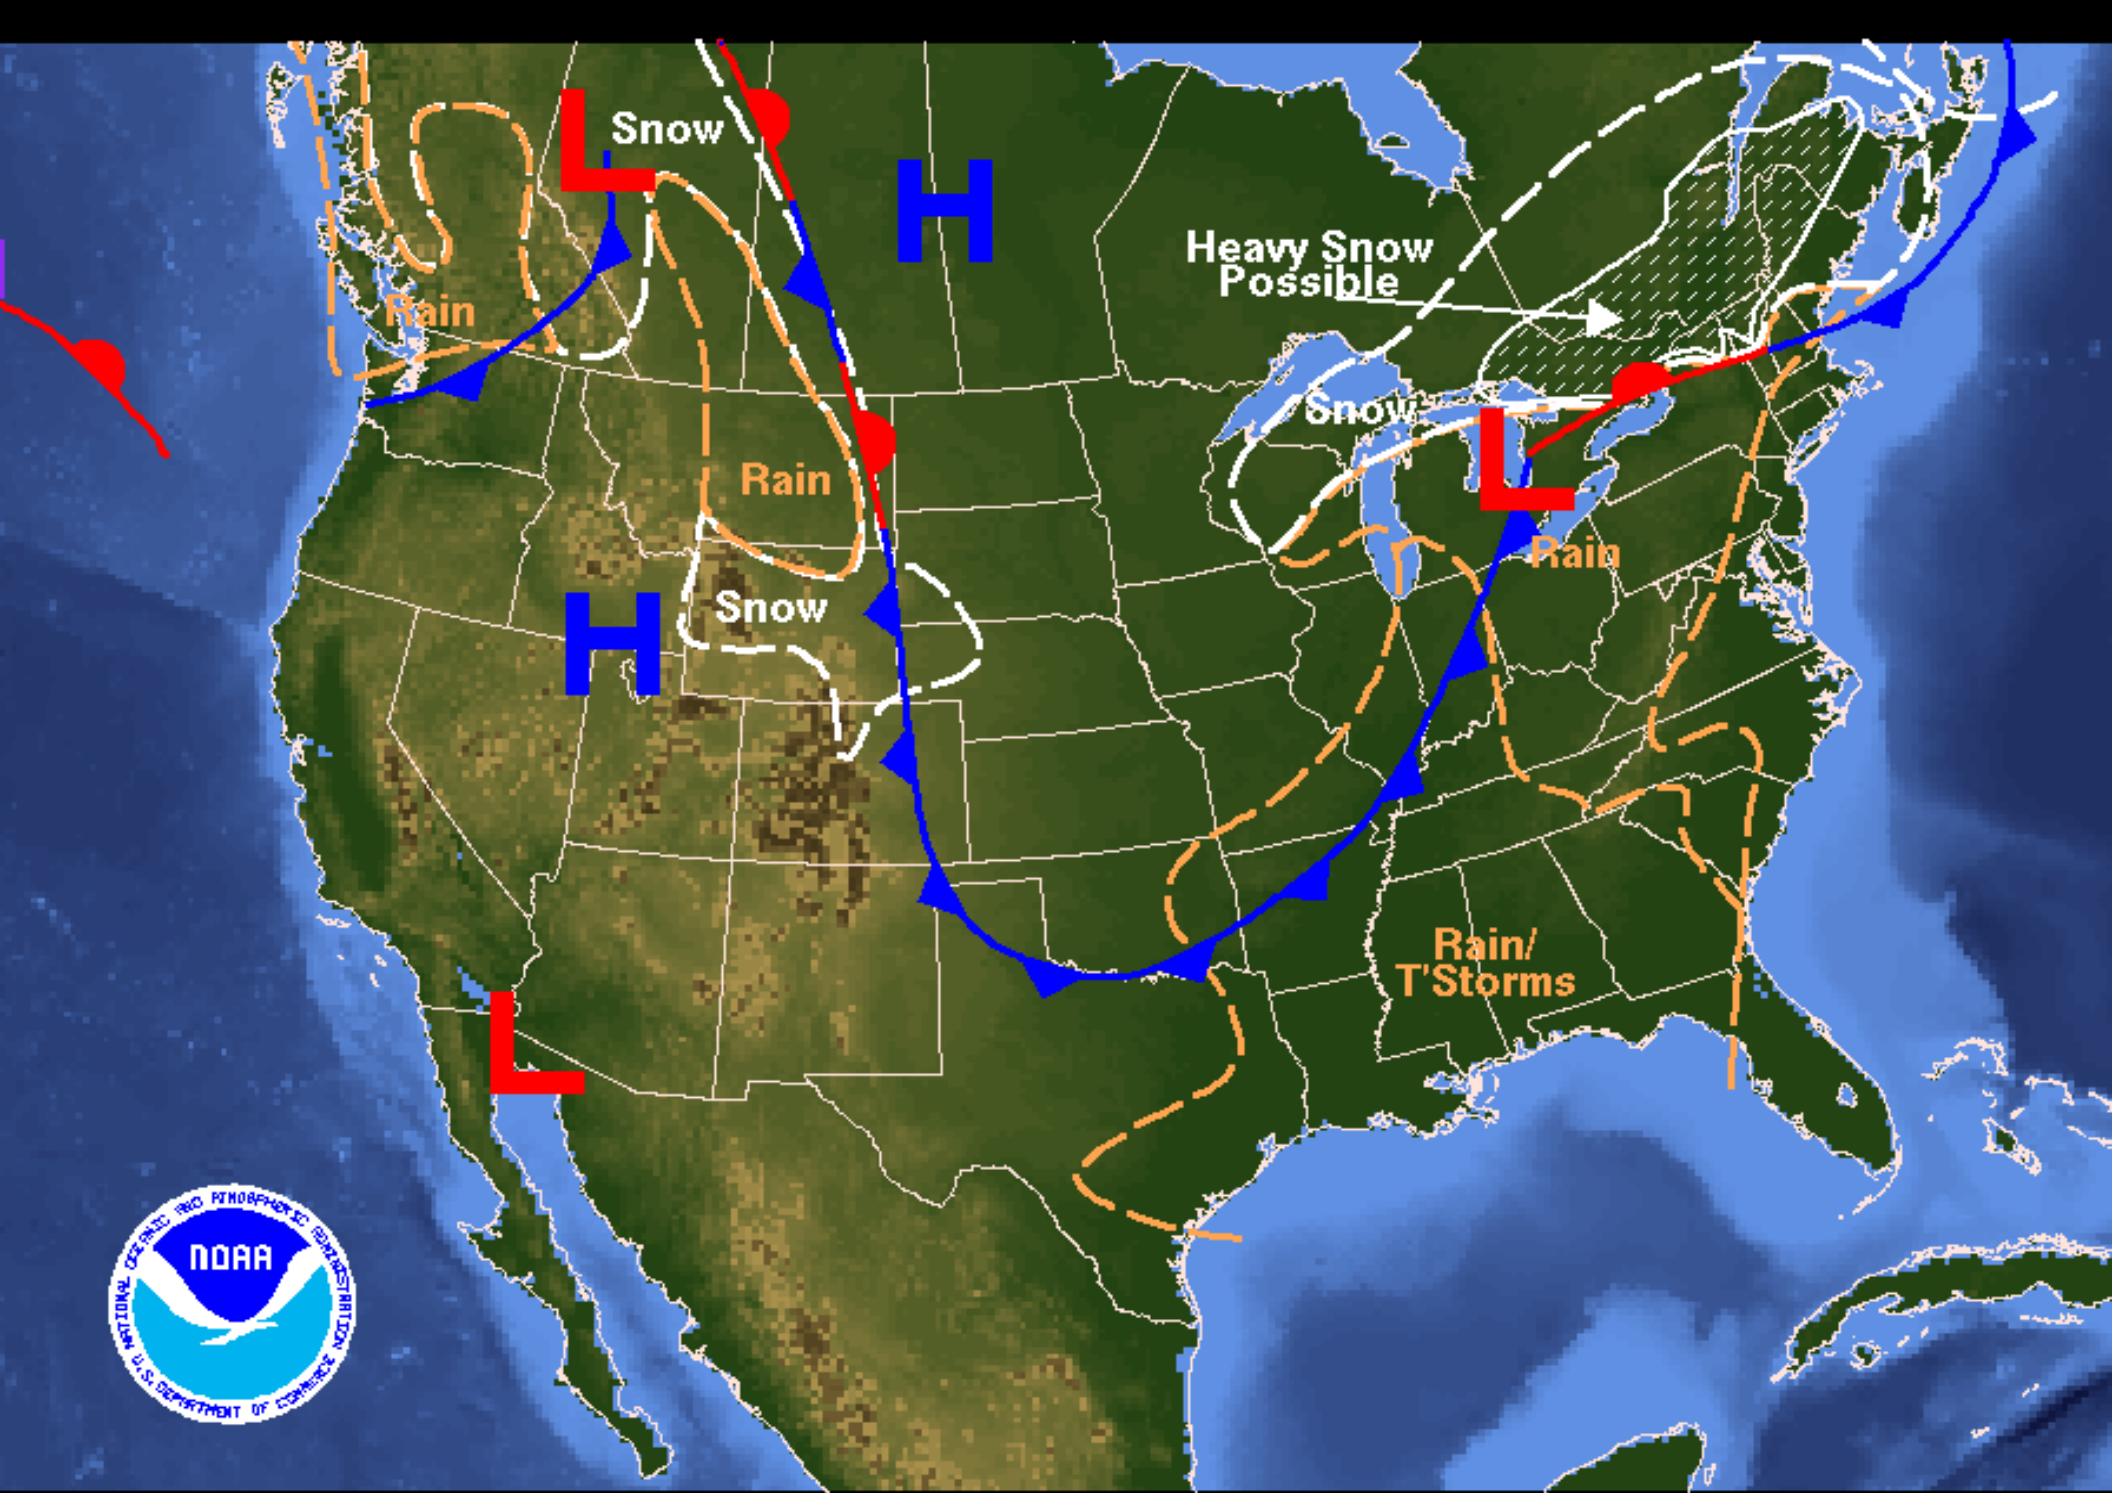 L
Snow
H
Heavy Snow
Possible
Rain
Snow
L
Rain
Rain
Snow
H
Rain/
T'Storms
L
NATIONAL OCEANIC AND ATMOSPHERIC ADMINISTRATION
NOAA
U.S. DEPARTMENT OF COMMERCE